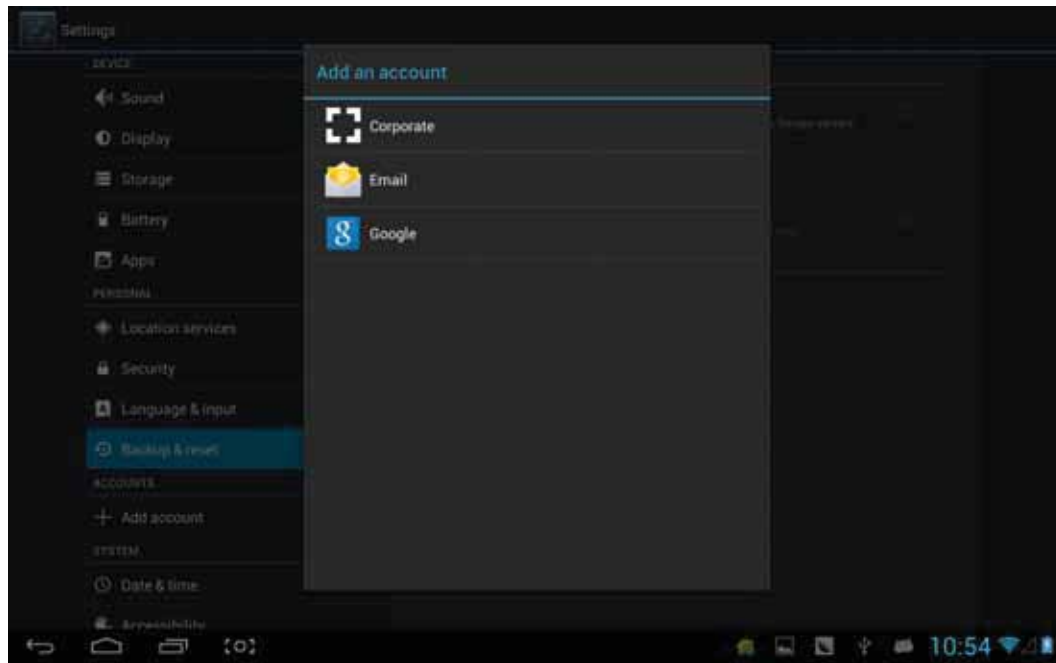 Settings
DEVICE
Sound
Display
Storage
Battery
Apps
PERSONAL
Location services
Security
Language & input
Backup & reset
ACCOUNTS
Add account
SYSTEM
Date & time
Accessibility
Add an account
Corporate
Email
Google
10:54